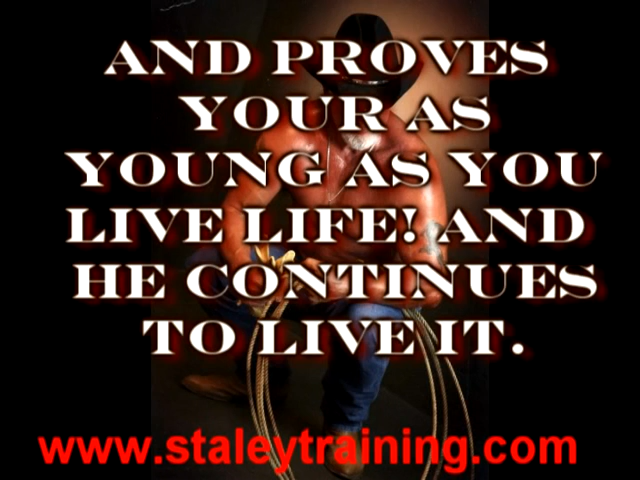 AND PROVES
YOUR AS
YOUNG AS YOU
LIVE LIFE! AND
HE CONTINUES
TO LIVE IT.
www.staleytraining.com